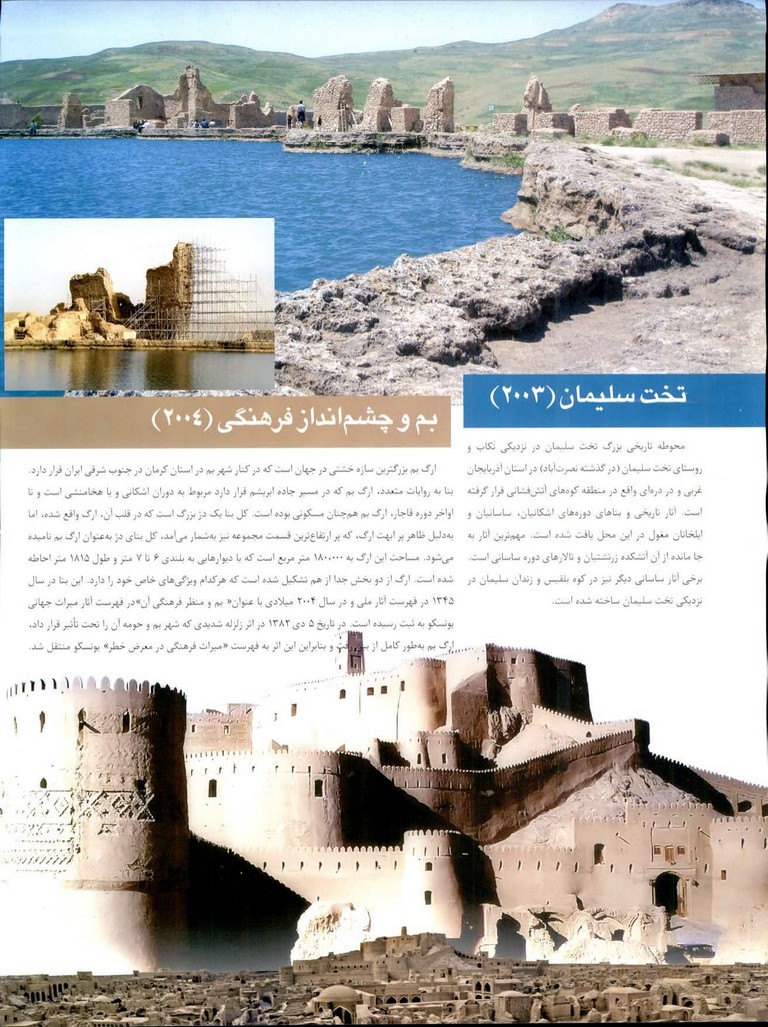 تخت سلیمان (۲۰۰۳)
محوطه تاریخی بزرگ تخت سلیمان در نزدیکی تکاب و
روستای تخت سلیمان (در گذشته نصرت‌آباد) در استان آذربایجان
غربی و در دره‌ای واقع در منطقه کوه‌های آتش‌فشانی قرار گرفته
است. آثار تاریخی و بناهای دوره‌های اشکانیان، ساسانیان و
ایلخانان مغول در این محل یافت شده است. مهم‌ترین آثار به
جا مانده از آن آتشکده زرتشتیان و تالارهای دوره ساسانی است.
برخی آثار ساسانی دیگر نیز در کوه بلقیس و زندان سلیمان در
نزدیکی تخت سلیمان ساخته شده است.
بم و چشم‌انداز فرهنگی (۲۰۰۴)
ارگ بم بزرگترین سازه خشتی در جهان است که در کنار شهر بم در استان کرمان در جنوب شرقی ایران قرار دارد.
بنا به روایات متعدد، ارگ بم که در مسیر جاده ابریشم قرار دارد مربوط به دوران اشکانی و یا هخامنشی است و تا
اواخر دوره قاجار، ارگ بم هم‌چنان مسکونی بوده است. کل بنا یک دژ بزرگ است که در قلب آن، ارگ واقع شده، اما
به‌دلیل ظاهر پر ابهت ارگ، که پر ارتفاع‌ترین قسمت مجموعه نیز به‌شمار می‌آمد، کل بنای دژ به‌عنوان ارگ بم نامیده
می‌شود. مساحت این ارگ به ۱۸۰،۰۰۰ متر مربع است که با دیوارهایی به بلندی ۶ تا ۷ متر و طول ۱۸۱۵ متر احاطه
شده است. ارگ از دو بخش جدا از هم تشکیل شده است که هرکدام ویژگی‌های خاص خود را دارد. این بنا در سال
۱۳۴۵ در فهرست آثار ملی و در سال ۲۰۰۴ میلادی با عنوان« بم و منظر فرهنگی آن»در فهرست آثار میراث جهانی
یونسکو به ثبت رسیده است. در تاریخ ۵ دی ۱۳۸۲ در اثر زلزله شدیدی که شهر بم و حومه آن را تحت تأثیر قرار داد،
ارگ بم به‌طور کامل از بین رفت و بنابراین این اثر به فهرست «میراث فرهنگی در معرض خطر» یونسکو منتقل شد.